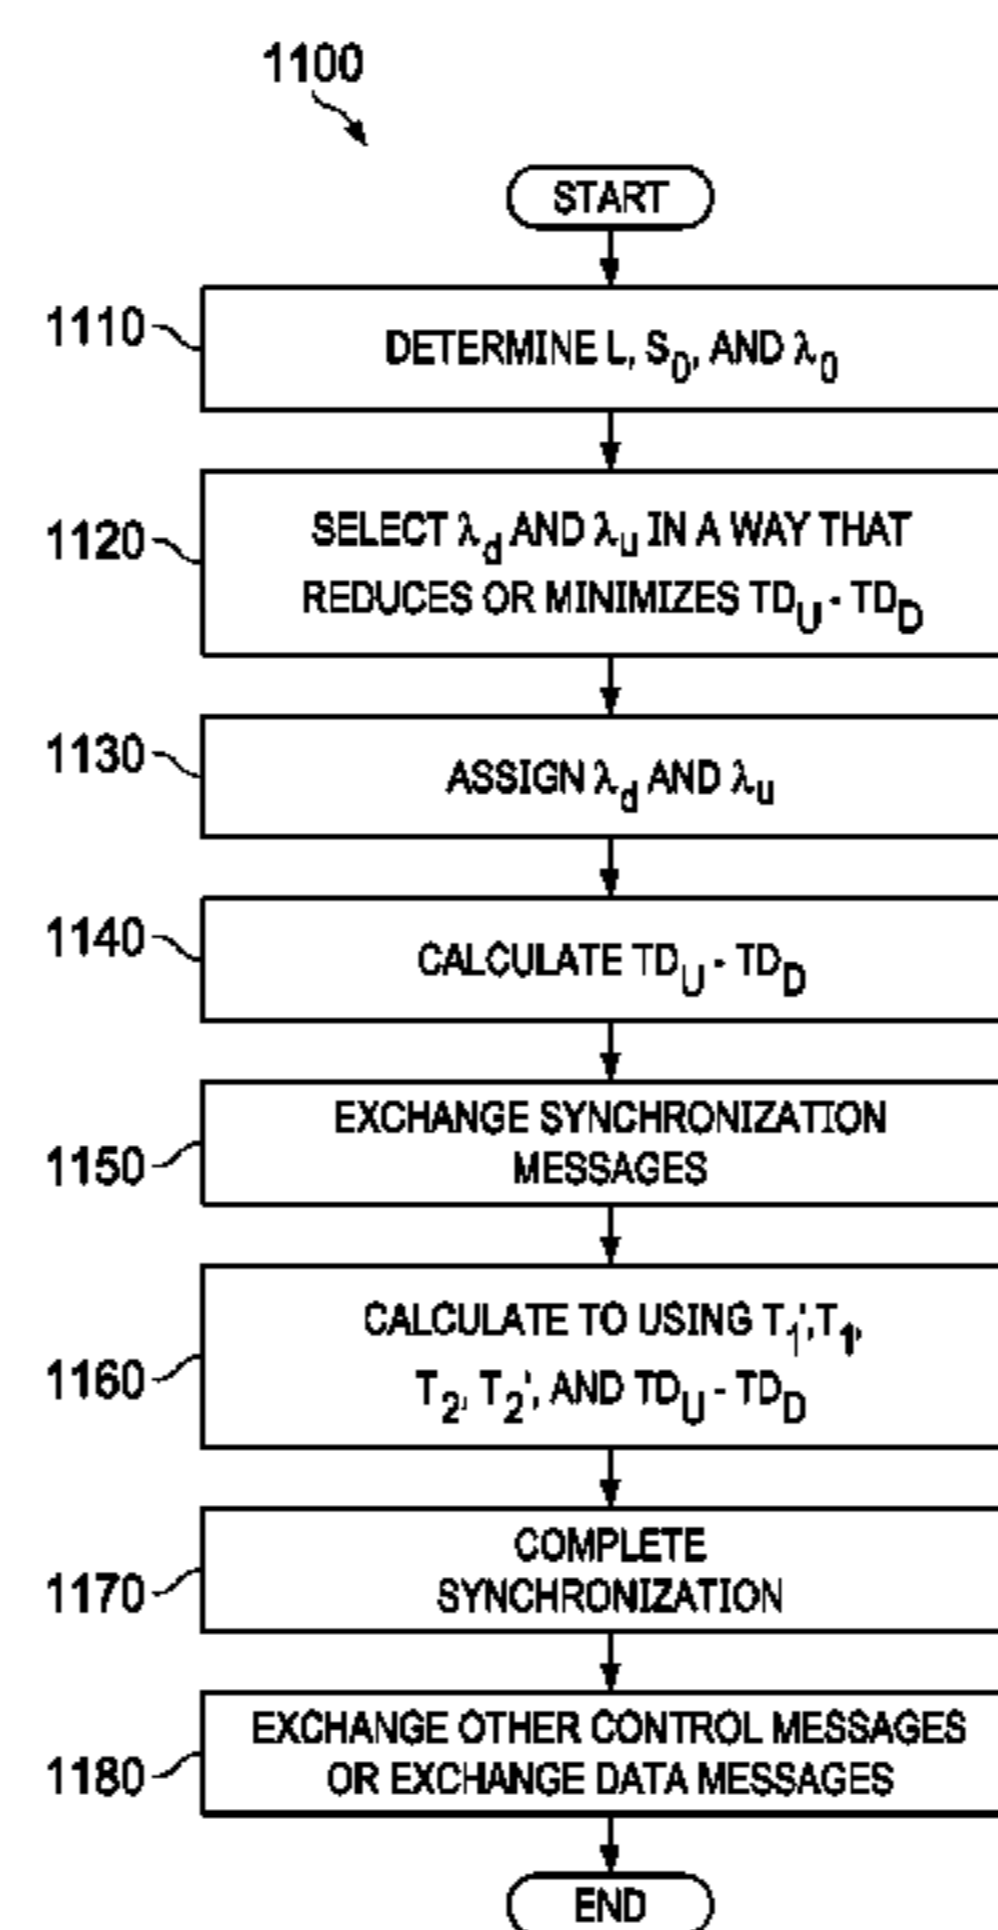 1100
START
1110
DETERMINE L, S₀, AND λ₀
1120
SELECT λd AND λu IN A WAY THAT
REDUCES OR MINIMIZES TDU - TDD
1130
ASSIGN λd AND λu
1140
CALCULATE TDU - TDD
1150
EXCHANGE SYNCHRONIZATION
MESSAGES
1160
CALCULATE TO USING T₁', T₁,
T₂, T₂', AND TDU - TDD
1170
COMPLETE
SYNCHRONIZATION
1180
EXCHANGE OTHER CONTROL MESSAGES
OR EXCHANGE DATA MESSAGES
END